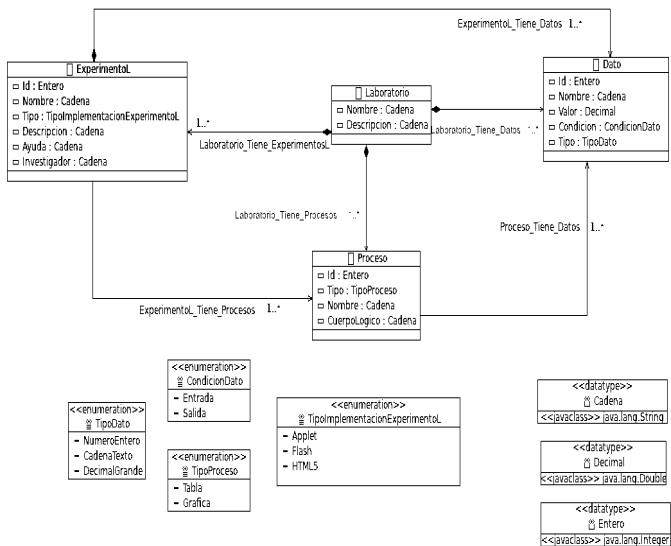 ExperimentoL_Tiene_Datos 1..*
ExperimentoL
Id : Entero
Nombre : Cadena
Tipo : TipoImplementacionExperimentoL
Descripcion : Cadena
Ayuda : Cadena
Investigador : Cadena
Laboratorio
Nombre : Cadena
Descripcion : Cadena
Dato
Id : Entero
Nombre : Cadena
Valor : Decimal
Condicion : CondicionDato
Tipo : TipoDato
1..*
Laboratorio_Tiene_ExperimentosL
Laboratorio_Tiene_Datos 1..*
Laboratorio_Tiene_Procesos 1..*
Proceso_Tiene_Datos 1..*
Proceso
Id : Entero
Tipo : TipoProceso
Nombre : Cadena
CuerpoLogico : Cadena
ExperimentoL_Tiene_Procesos 1..*
<<enumeration>>
CondicionDato
Entrada
Salida
<<enumeration>>
TipoDato
NumeroEntero
CadenaTexto
DecimalGrande
<<enumeration>>
TipoProceso
Tabla
Grafica
<<enumeration>>
TipoImplementacionExperimentoL
Applet
Flash
HTML5
<<datatype>>
Cadena
<<javaclass>> java.lang.String
<<datatype>>
Decimal
<<javaclass>> java.lang.Double
<<datatype>>
Entero
<<javaclass>> java.lang.Integer